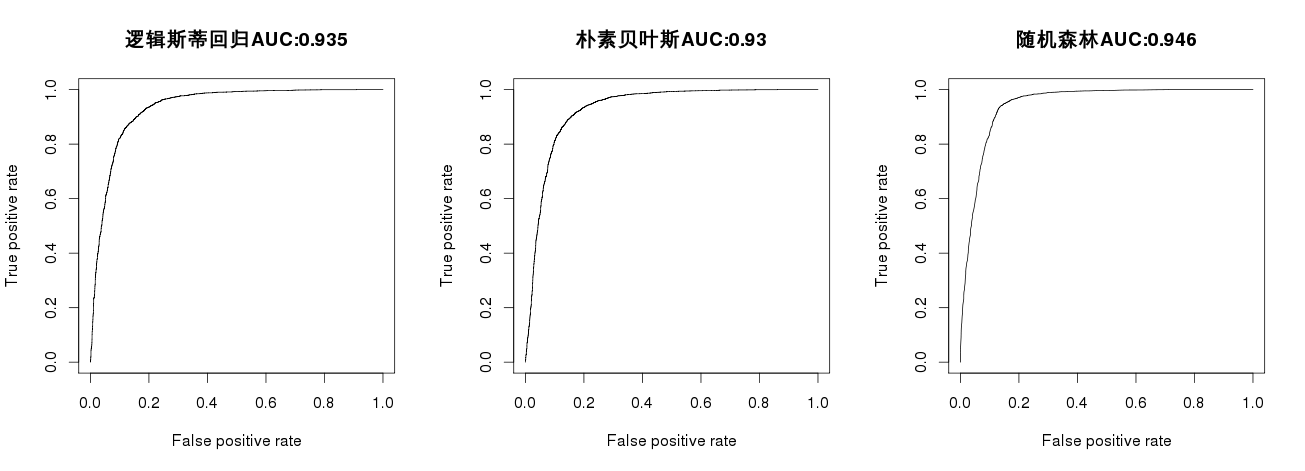 逻辑斯蒂回归AUC:0.935
True positive rate
1.0
0.8
0.6
0.4
0.2
0.0
0.0 0.2 0.4 0.6 0.8 1.0
False positive rate
朴素贝叶斯AUC:0.93
True positive rate
1.0
0.8
0.6
0.4
0.2
0.0
0.0 0.2 0.4 0.6 0.8 1.0
False positive rate
随机森林AUC:0.946
True positive rate
1.0
0.8
0.6
0.4
0.2
0.0
0.0 0.2 0.4 0.6 0.8 1.0
False positive rate